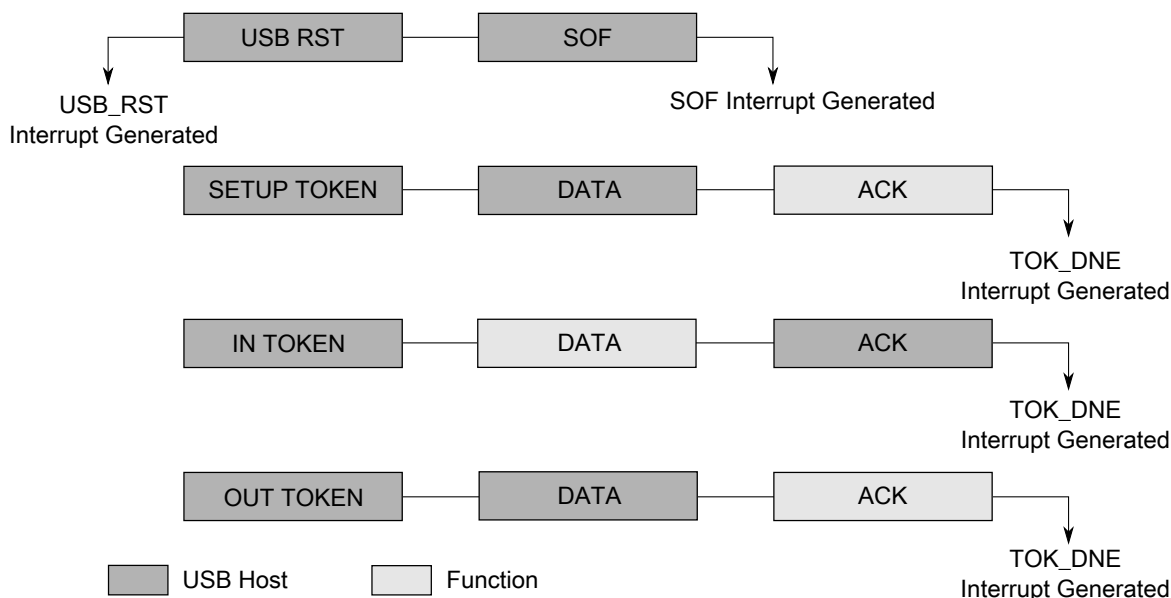 USB RST
SOF
USB_RST
Interrupt Generated
SOF Interrupt Generated
SETUP TOKEN
DATA
ACK
TOK_DNE
Interrupt Generated
IN TOKEN
DATA
ACK
TOK_DNE
Interrupt Generated
OUT TOKEN
DATA
ACK
TOK_DNE
Interrupt Generated
USB Host
Function